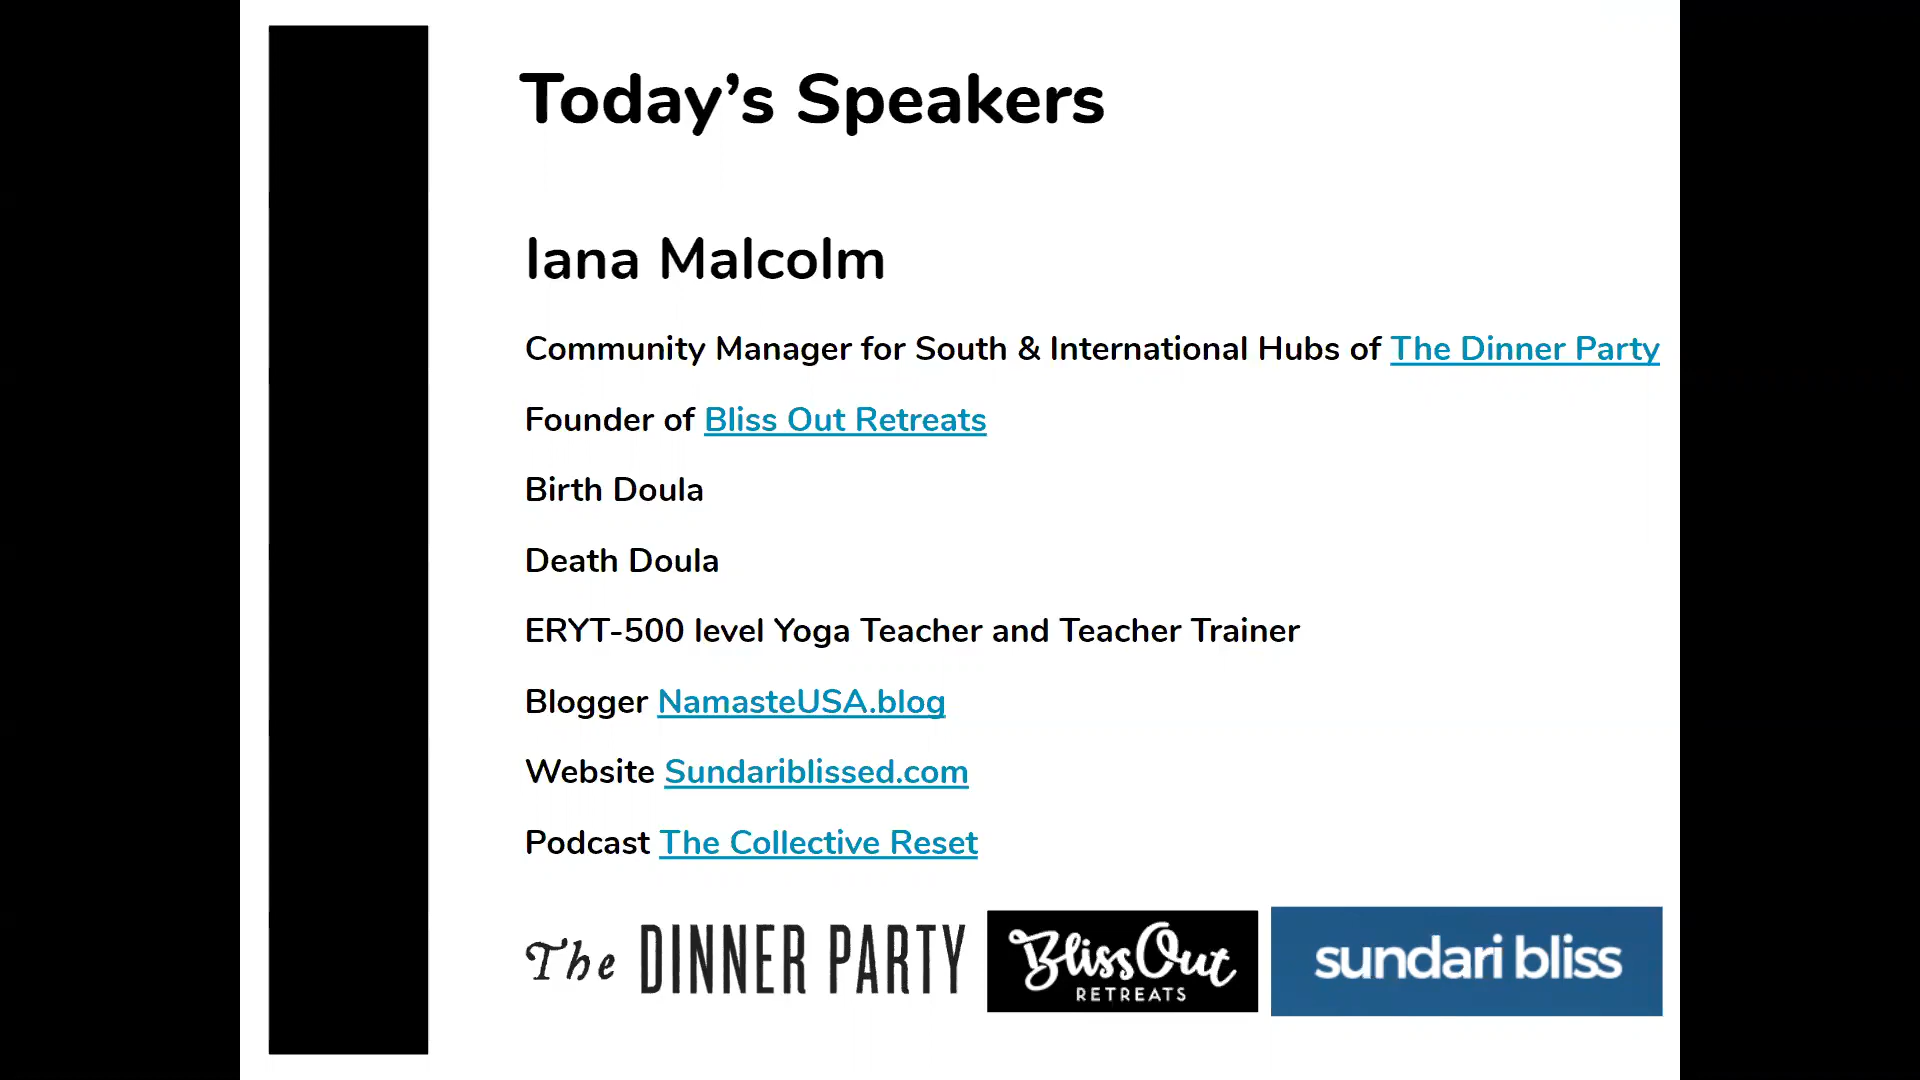 Today’s Speakers
Iana Malcolm
Community Manager for South & International Hubs of The Dinner Party
Founder of Bliss Out Retreats
Birth Doula
Death Doula
ERYT-500 level Yoga Teacher and Teacher Trainer
Blogger NamasteUSA.blog
Website Sundariblissed.com
Podcast The Collective Reset
The DINNER PARTY
Bliss Out
RETREATS
sundari bliss